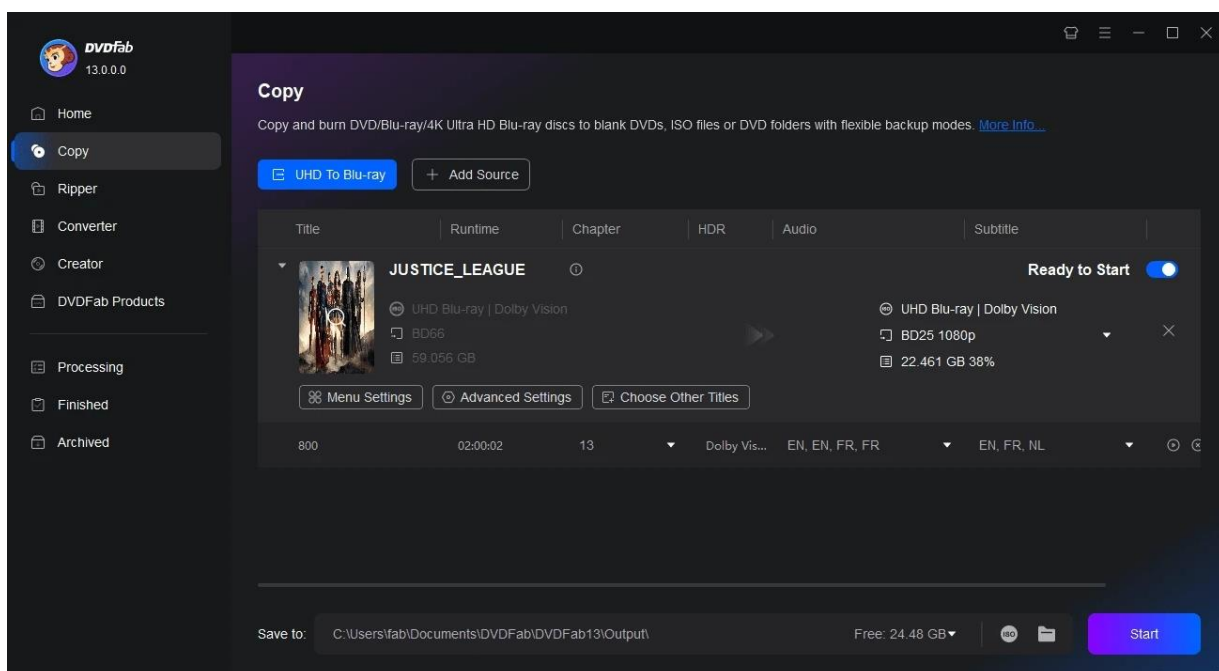 DVDFab
13.0.0.0
Home
Copy
Ripper
Converter
Creator
DVDFab Products
Processing
Finished
Archived
Copy
Copy and burn DVD/Blu-ray/4K Ultra HD Blu-ray discs to blank DVDs, ISO files or DVD folders with flexible backup modes. More Info...
UHD To Blu-ray
Add Source
Title Runtime Chapter HDR Audio Subtitle
JUSTICE_LEAGUE
Ready to Start
ISO UHD Blu-ray | Dolby Vision
BD66
59.056 GB
ISO UHD Blu-ray | Dolby Vision
BD25 1080p
22.461 GB 38%
Menu Settings
Advanced Settings
Choose Other Titles
800 02:00:02 13 Dolby Vis... EN, EN, FR, FR EN, FR, NL
Save to: C:\Users\fab\Documents\DVDFab\DVDFab13\Output\ Free: 24.48 GB
ISO
Start